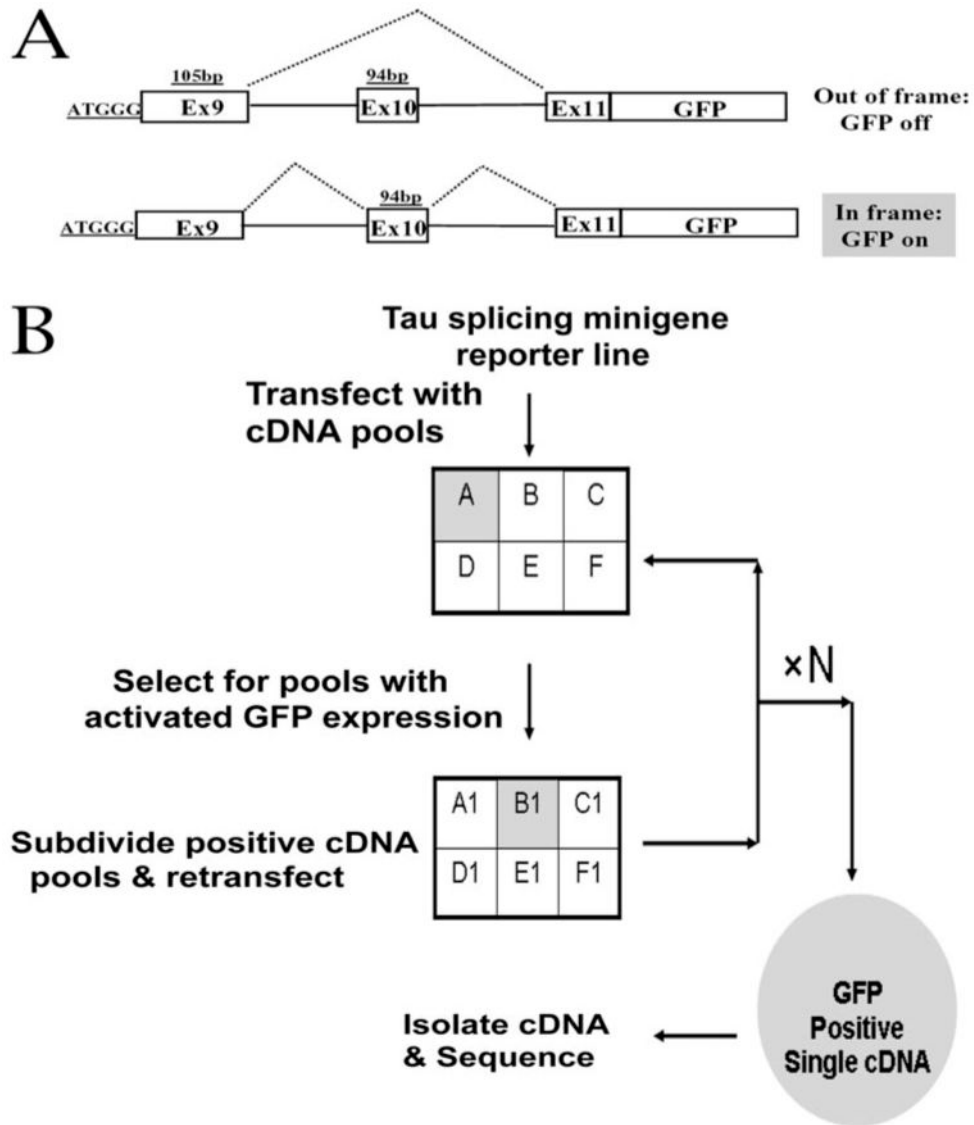 A
105bp
94bp
ATGGG Ex9 Ex10 Ex11 GFP
Out of frame:
GFP off
94bp
ATGGG Ex9 Ex10 Ex11 GFP
In frame:
GFP on
B
Tau splicing minigene
reporter line
Transfect with
cDNA pools
A B C
D E F
×N
Select for pools with
activated GFP expression
A1 B1 C1
D1 E1 F1
Subdivide positive cDNA
pools & retransfect
GFP
Positive
Single cDNA
Isolate cDNA
& Sequence